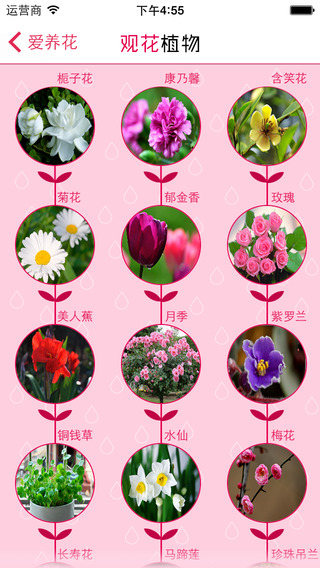 运营商 下午4:55
爱养花 观花植物
栀子花 康乃馨 含笑花
菊花 郁金香 玫瑰
美人蕉 月季 紫罗兰
铜钱草 水仙 梅花
长寿花 马蹄莲 珍珠吊兰